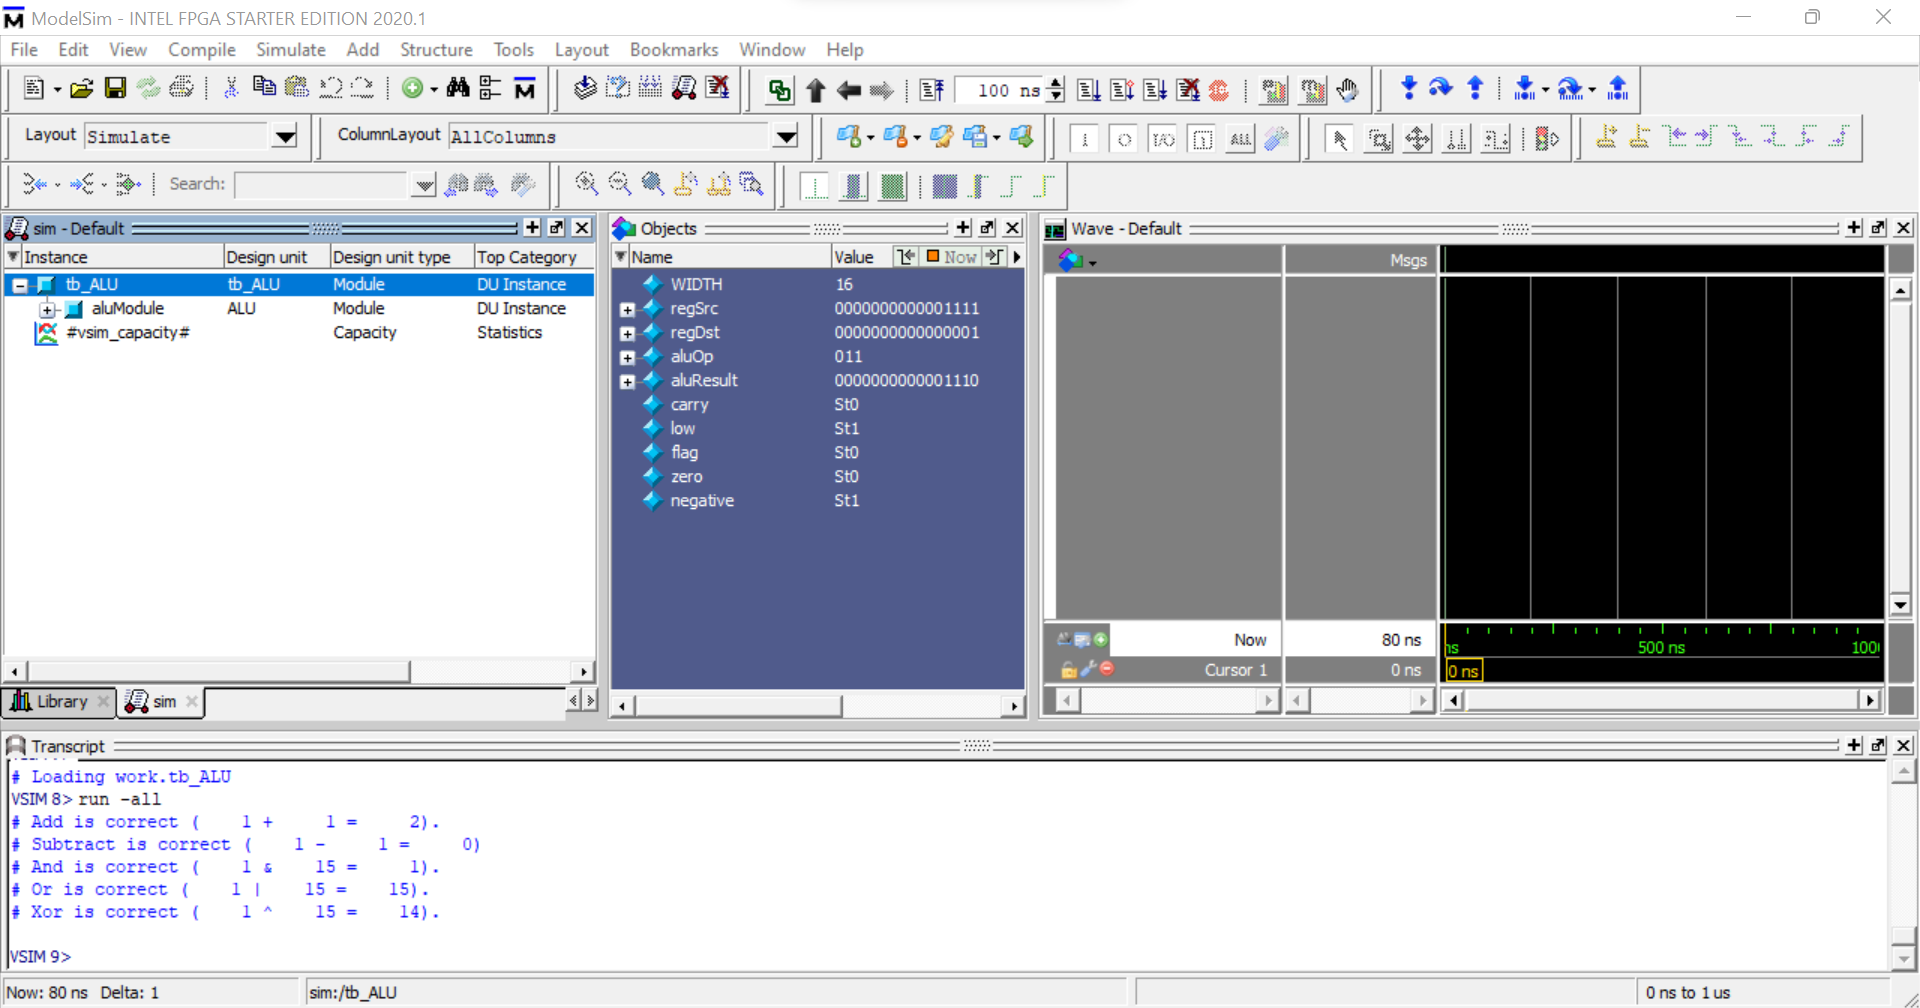 ModelSim - INTEL FPGA STARTER EDITION 2020.1
File Edit View Compile Simulate Add Structure Tools Layout Bookmarks Window Help
100 ns
Layout Simulate
ColumnLayout AllColumns
ALL
Search:
sim - Default
Instance Design unit Design unit type Top Category
tb_ALU tb_ALU Module DU Instance
aluModule ALU Module DU Instance
#vsim_capacity# Capacity Statistics
Library
sim
Objects
Name Value Now
WIDTH 16
regSrc 0000000000001111
regDst 0000000000000001
aluOp 011
aluResult 0000000000001110
carry St0
low St1
flag St0
zero St0
negative St1
Wave - Default
Msgs
Now 80 ns
Cursor 1 0 ns
ns 500 ns 100
0 ns
Transcript
# Loading work.tb_ALU
VSIM 8> run -all
# Add is correct (    1 +     1 =     2).
# Subtract is correct (    1 -     1 =     0)
# And is correct (    1 &    15 =     1).
# Or is correct (    1 |    15 =    15).
# Xor is correct (    1 ^    15 =    14).
VSIM 9>
Now: 80 ns Delta: 1
sim:/tb_ALU
0 ns to 1 us